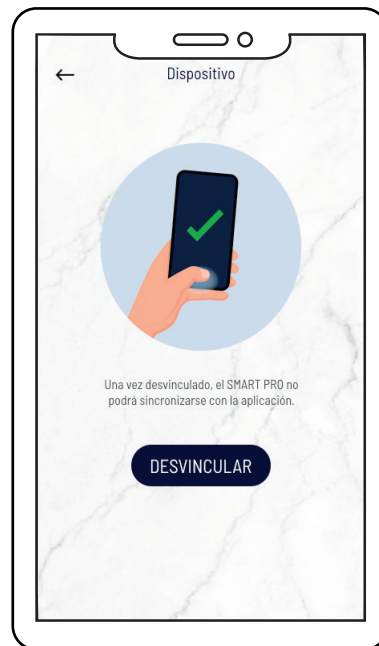 Dispositivo
Una vez desvinculado, el SMART PRO no
podrá sincronizarse con la aplicación.
DESVINCULAR